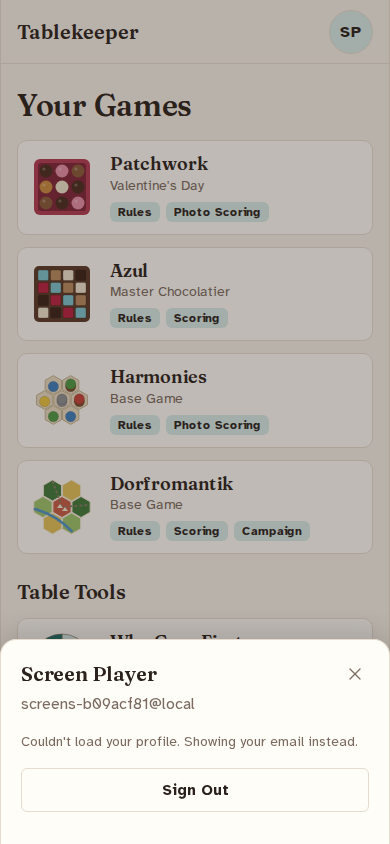 Tablekeeper
SP
Your Games
Patchwork
Valentine's Day
Rules
Photo Scoring
Azul
Master Chocolatier
Rules
Scoring
Harmonies
Base Game
Rules
Photo Scoring
Dorfromantik
Base Game
Rules
Scoring
Campaign
Table Tools
Screen Player
screens-b09acf81@local
Couldn't load your profile. Showing your email instead.
Sign Out